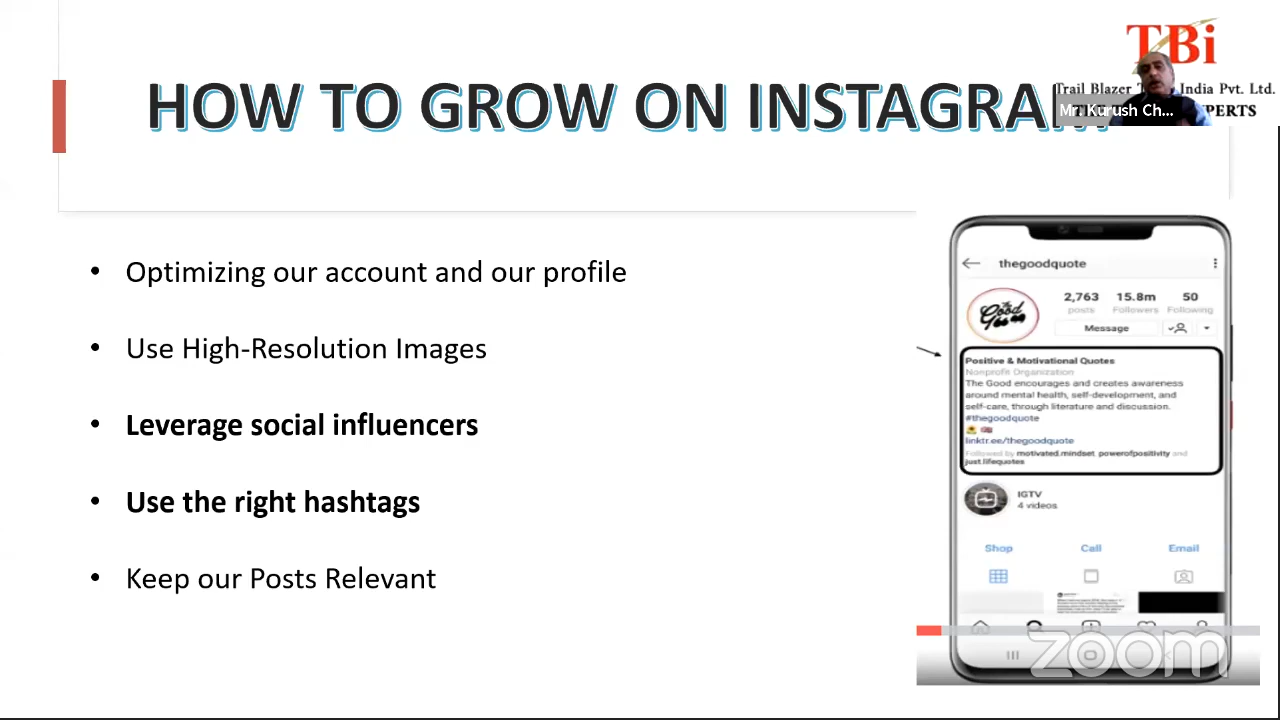 HOW TO GROW ON INSTAGRAM
TBi
Trail Blazer India Pvt. Ltd.
Mr. Kurush Ch...
PERTS
• Optimizing our account and our profile
• Use High-Resolution Images
• Leverage social influencers
• Use the right hashtags
• Keep our Posts Relevant
thegoodquote
2,763 15.8m 50
posts Followers Following
The Good
Message
Positive & Motivational Quotes
Nonprofit Organization
The Good encourages and creates awareness
around mental health, self-development, and
self-care, through literature and discussion.
#thegoodquote
linktr.ee/thegoodquote
Followed by motivated.mindset, powerofpositivity and
just.lifequotes
IGTV
4 videos
Shop Call Email
zoom